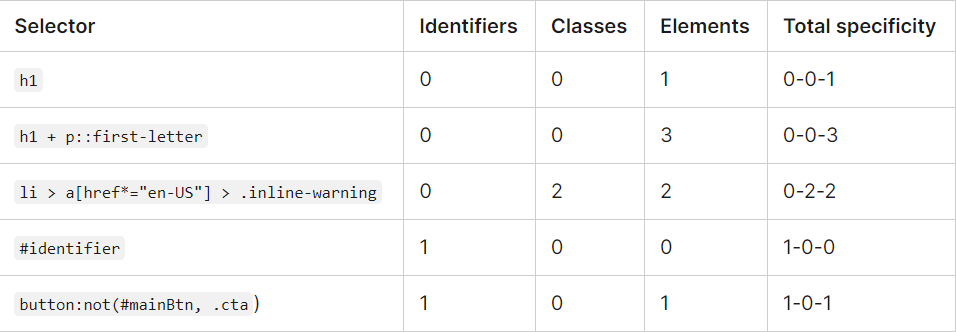 Selector Identifiers Classes Elements Total specificity
h1 0 0 1 0-0-1
h1 + p::first-letter 0 0 3 0-0-3
li > a[href*="en-US"] > .inline-warning 0 2 2 0-2-2
#identifier 1 0 0 1-0-0
button:not(#mainBtn, .cta) 1 0 1 1-0-1